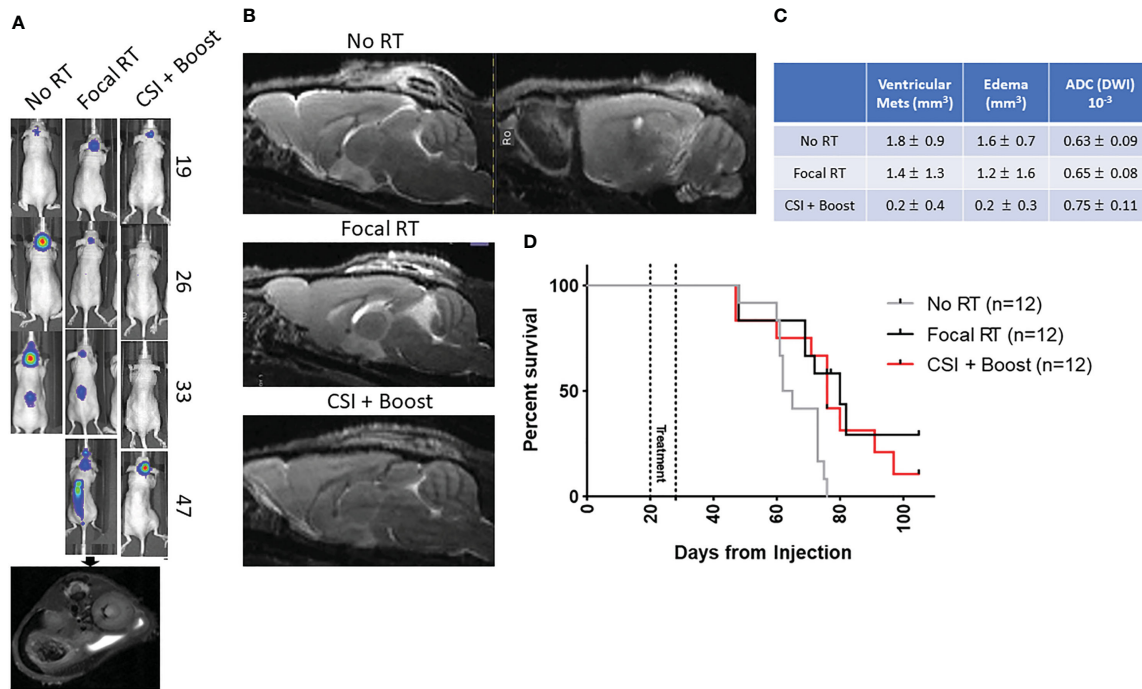 A
No RT
Focal RT
CSI + Boost
19
26
33
47
B
No RT
Ro
Focal RT
CSI + Boost
C
Ventricular Mets (mm³)
Edema (mm³)
ADC (DWI) 10⁻³
No RT 1.8 ± 0.9 1.6 ± 0.7 0.63 ± 0.09
Focal RT 1.4 ± 1.3 1.2 ± 1.6 0.65 ± 0.08
CSI + Boost 0.2 ± 0.4 0.2 ± 0.3 0.75 ± 0.11
D
Percent survival
100
50
0
Treatment
0 20 40 60 80 100
Days from Injection
No RT (n=12)
Focal RT (n=12)
CSI + Boost (n=12)